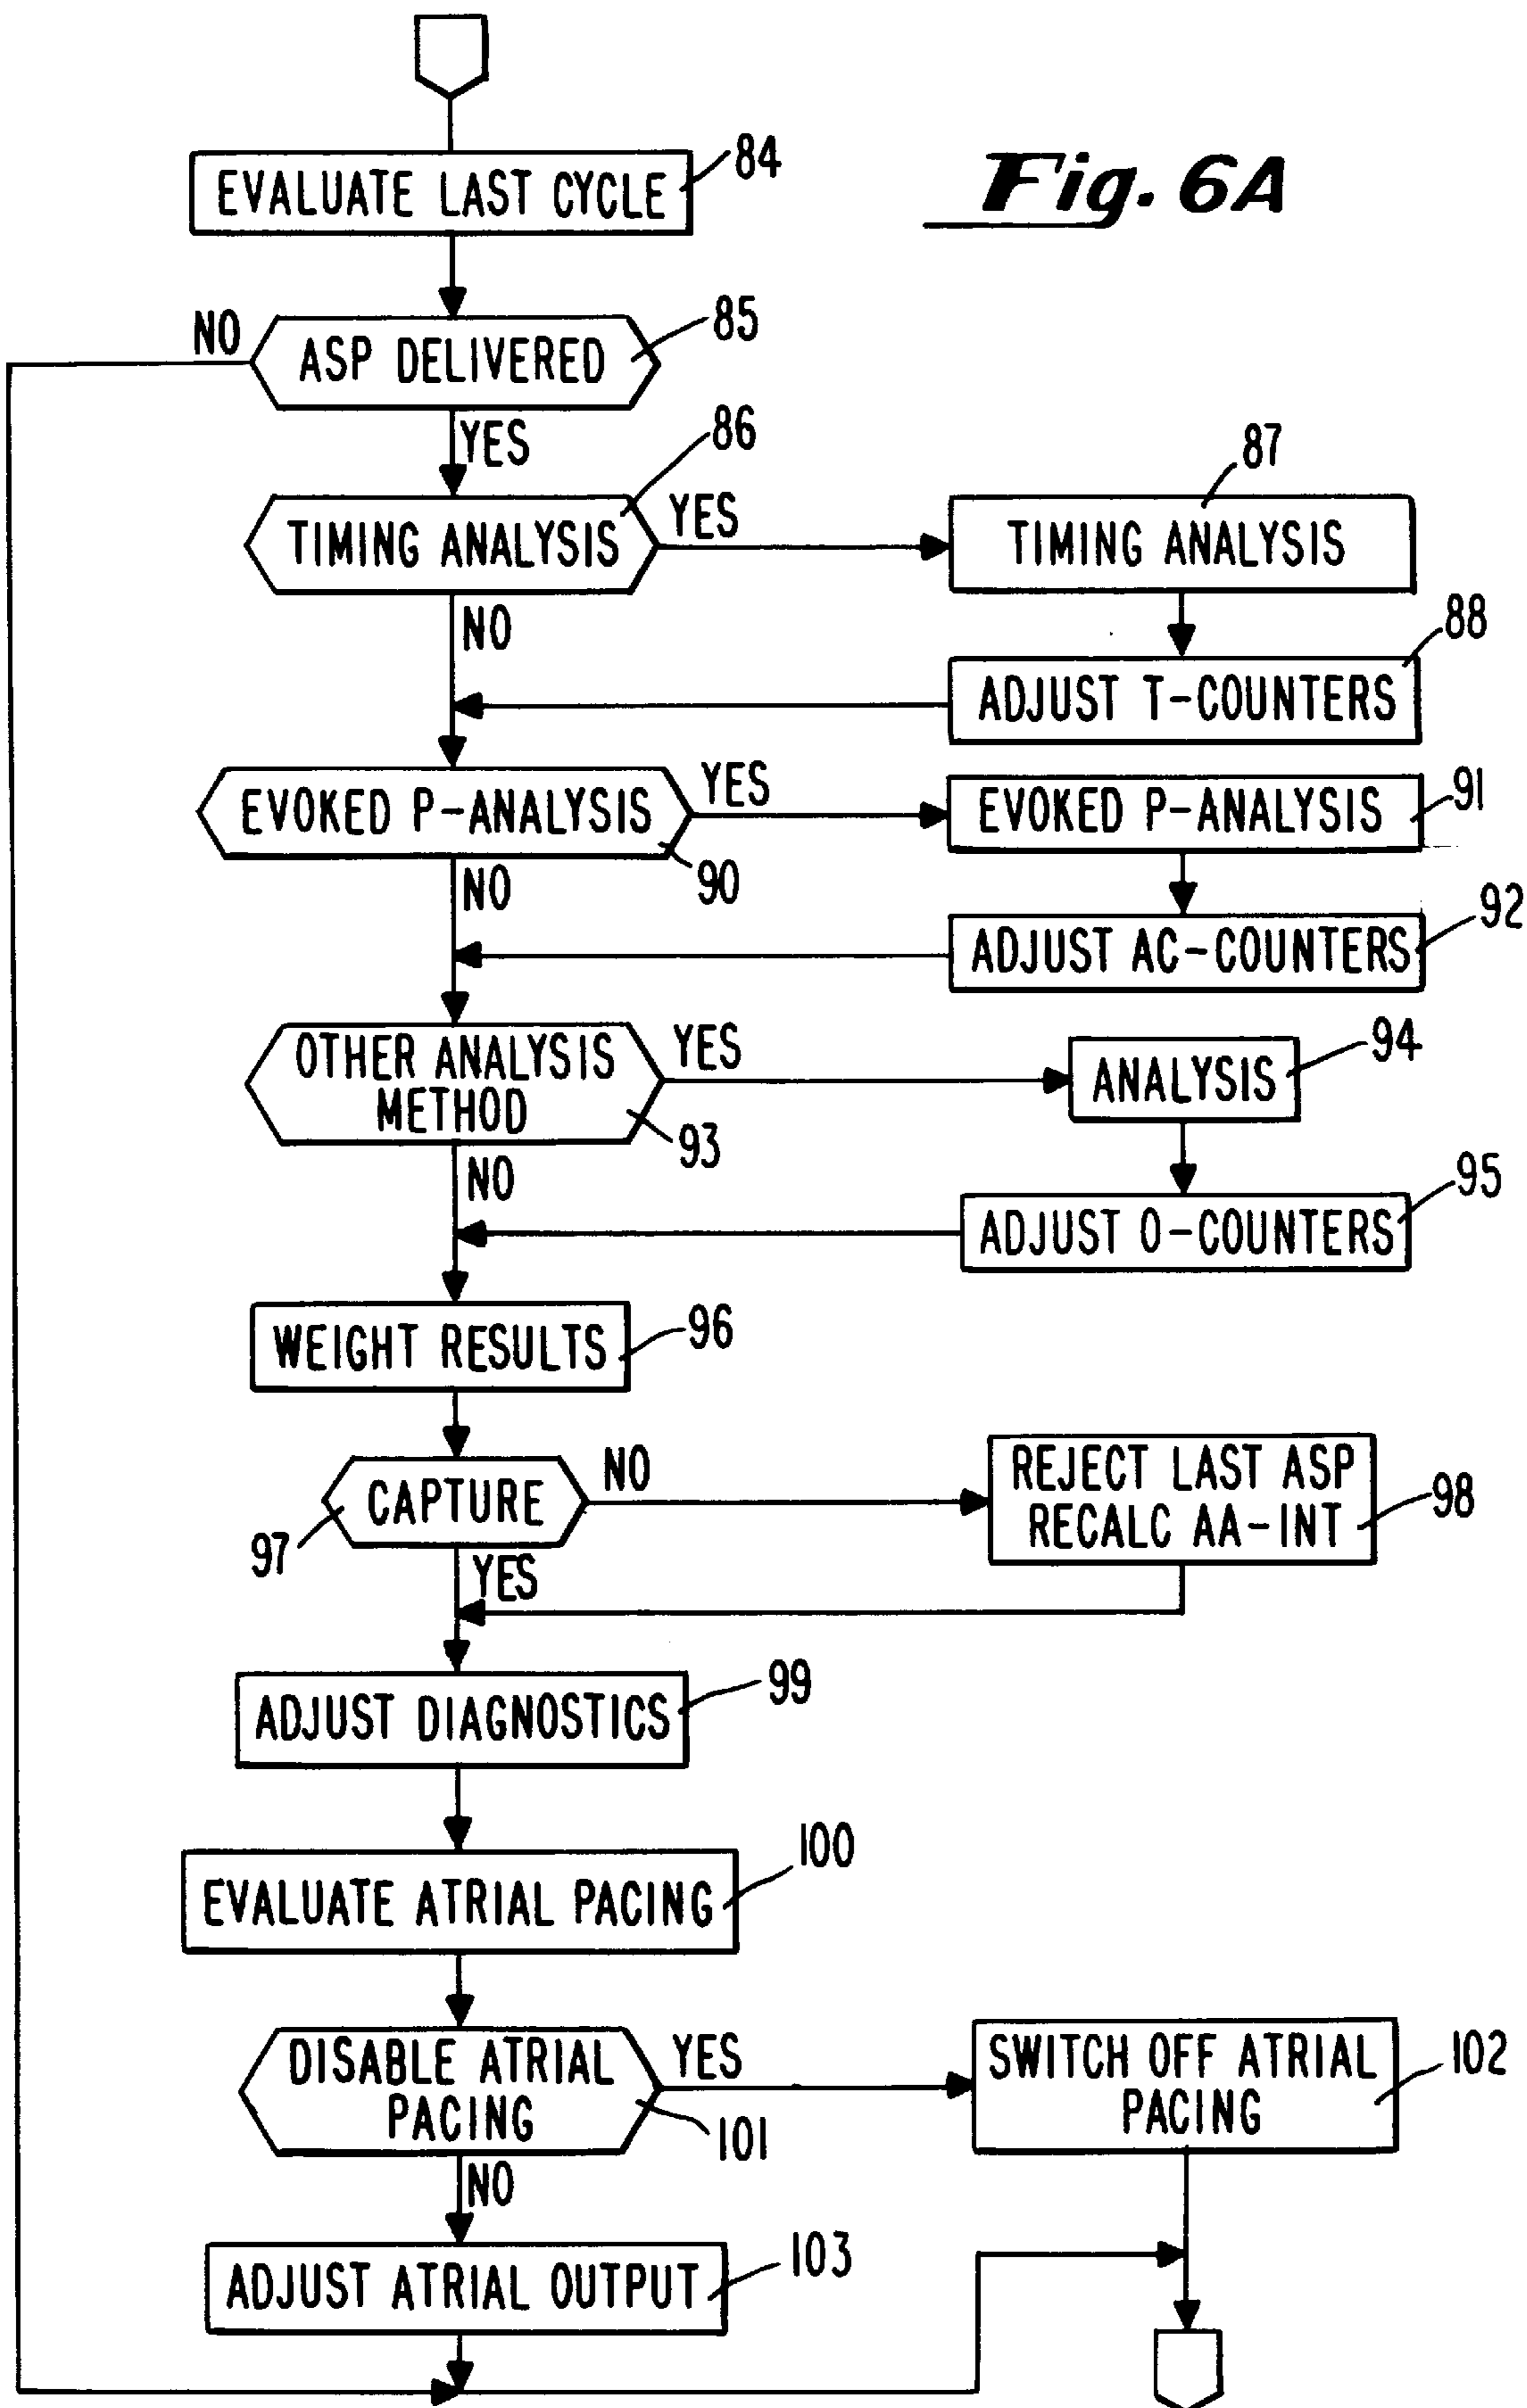 Fig. 6A
EVALUATE LAST CYCLE
84
ASP DELIVERED
85
NO
YES
TIMING ANALYSIS
86
YES
TIMING ANALYSIS
87
NO
ADJUST T-COUNTERS
88
EVOKED P-ANALYSIS
90
YES
EVOKED P-ANALYSIS
91
NO
ADJUST AC-COUNTERS
92
OTHER ANALYSIS
METHOD
93
YES
ANALYSIS
94
NO
ADJUST O-COUNTERS
95
WEIGHT RESULTS
96
CAPTURE
97
NO
REJECT LAST ASP
RECALC AA-INT
98
YES
ADJUST DIAGNOSTICS
99
EVALUATE ATRIAL PACING
100
DISABLE ATRIAL
PACING
101
YES
SWITCH OFF ATRIAL
PACING
102
NO
ADJUST ATRIAL OUTPUT
103